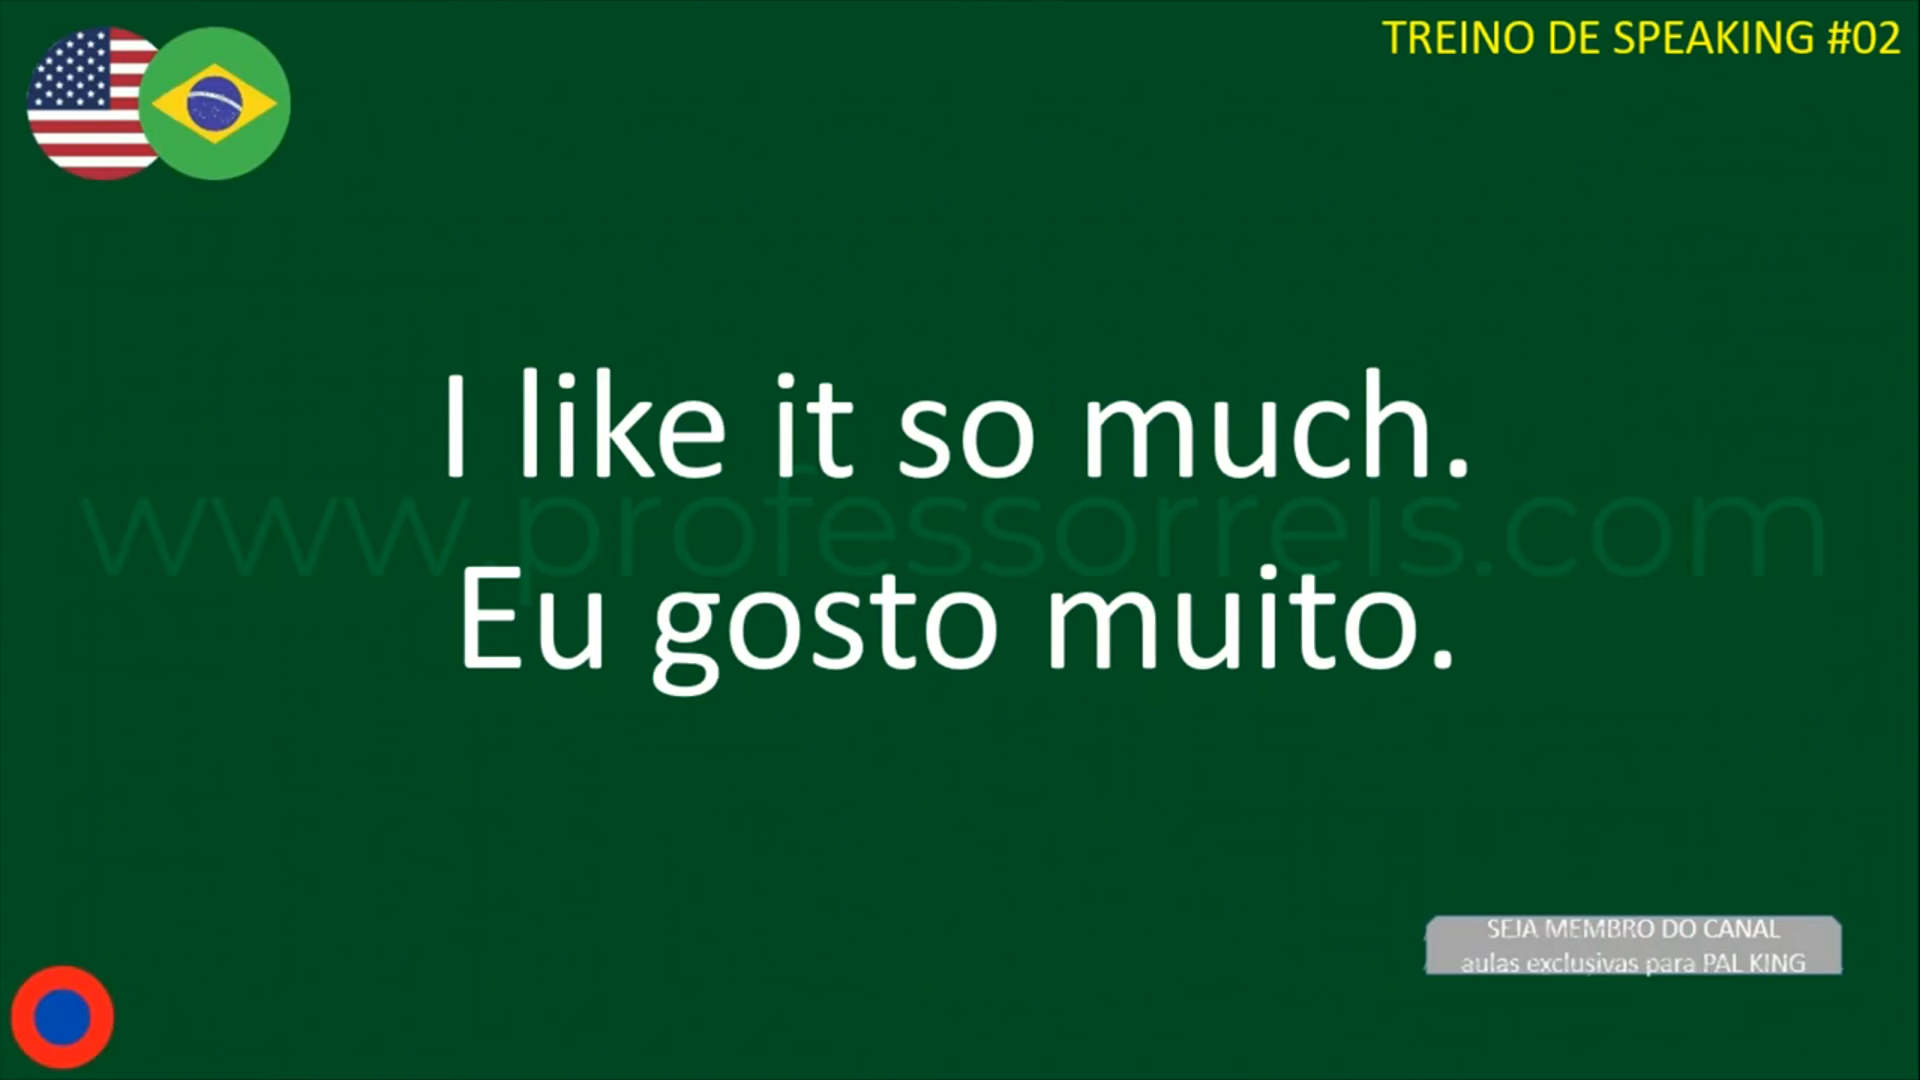 TREINO DE SPEAKING #02
I like it so much.
www.professorreis.com
Eu gosto muito.
SEJA MEMBRO DO CANAL
aulas exclusivas para PAL KING